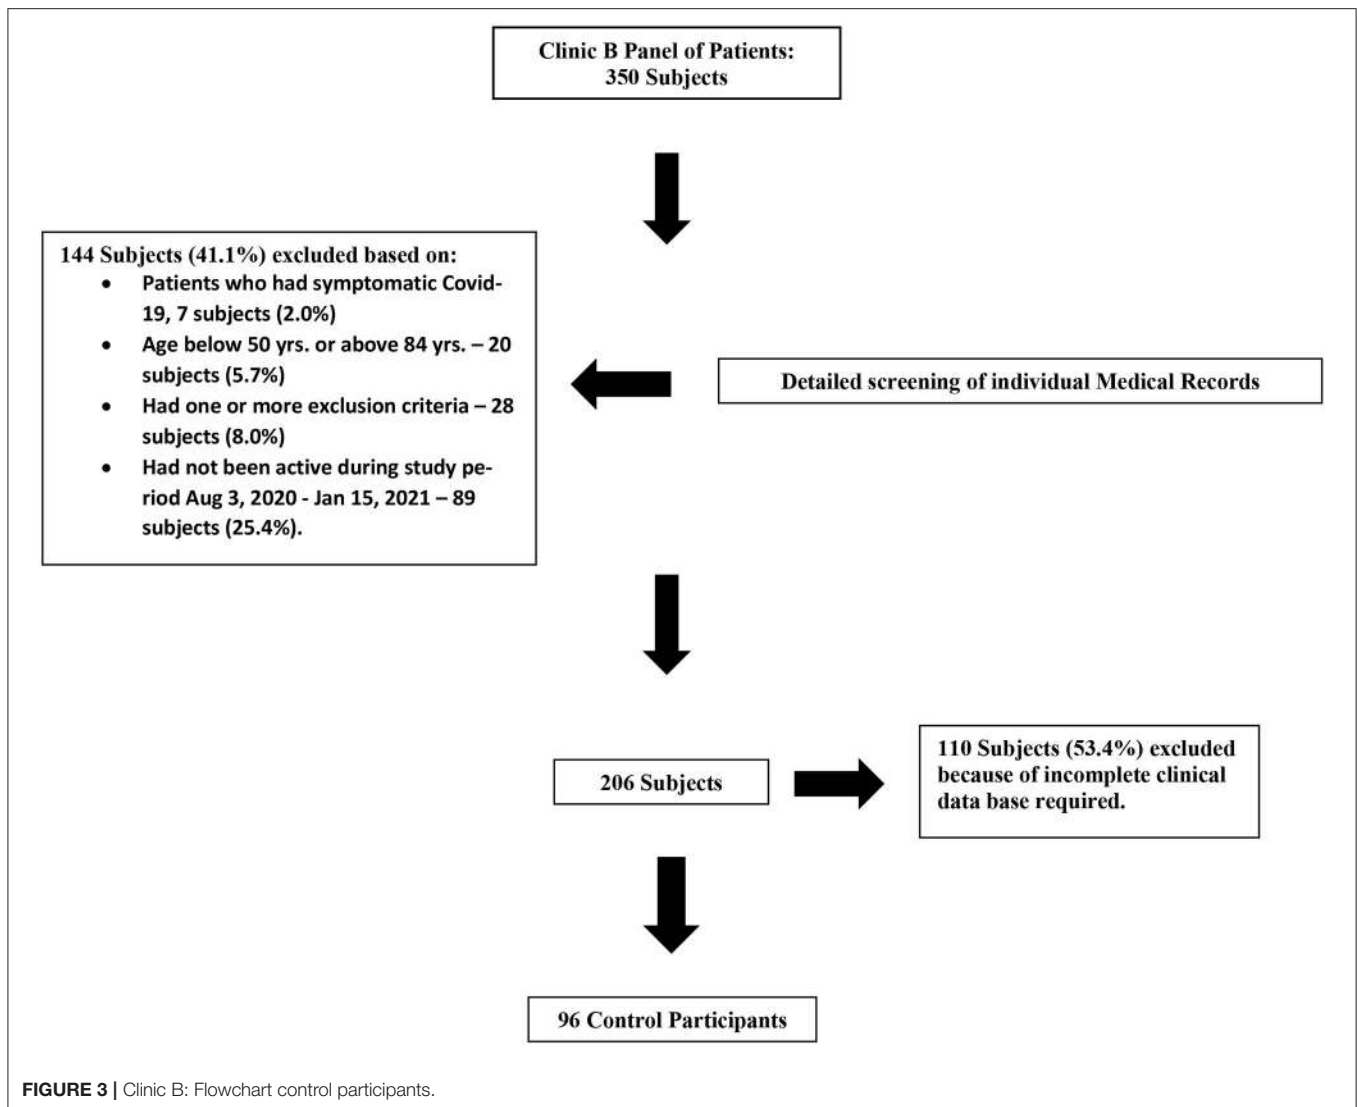 Clinic B Panel of Patients:
350 Subjects
144 Subjects (41.1%) excluded based on:
• Patients who had symptomatic Covid-
19, 7 subjects (2.0%)
• Age below 50 yrs. or above 84 yrs. – 20
subjects (5.7%)
• Had one or more exclusion criteria – 28
subjects (8.0%)
• Had not been active during study pe-
riod Aug 3, 2020 - Jan 15, 2021 – 89
subjects (25.4%).
Detailed screening of individual Medical Records
206 Subjects
110 Subjects (53.4%) excluded
because of incomplete clinical
data base required.
96 Control Participants
FIGURE 3 | Clinic B: Flowchart control participants.